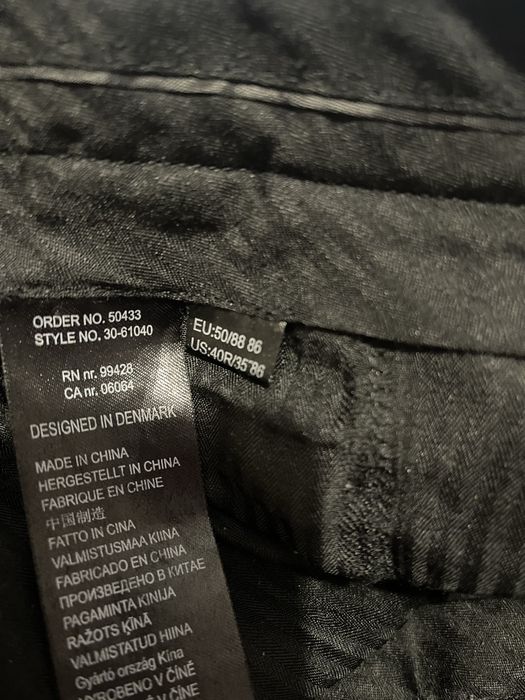 ORDER NO. 50433
STYLE NO. 30-61040
RN nr. 99428
CA nr. 06064
DESIGNED IN DENMARK
MADE IN CHINA
HERGESTELLT IN CHINA
FABRIQUE EN CHINE
中国制造
FATTO IN CINA
VALMISTUSMAA KIINA
FABRICADO EN CHINA
ПРОИЗВЕДЕНО В КИТАЕ
PAGAMINTA KINIJA
RAŽOTS ĶĪNĀ
VALMISTATUD HIINA
Gyártó ország Kína
VYROBENO V ČÍNĚ
EU:50/88 86
US:40R/35 86